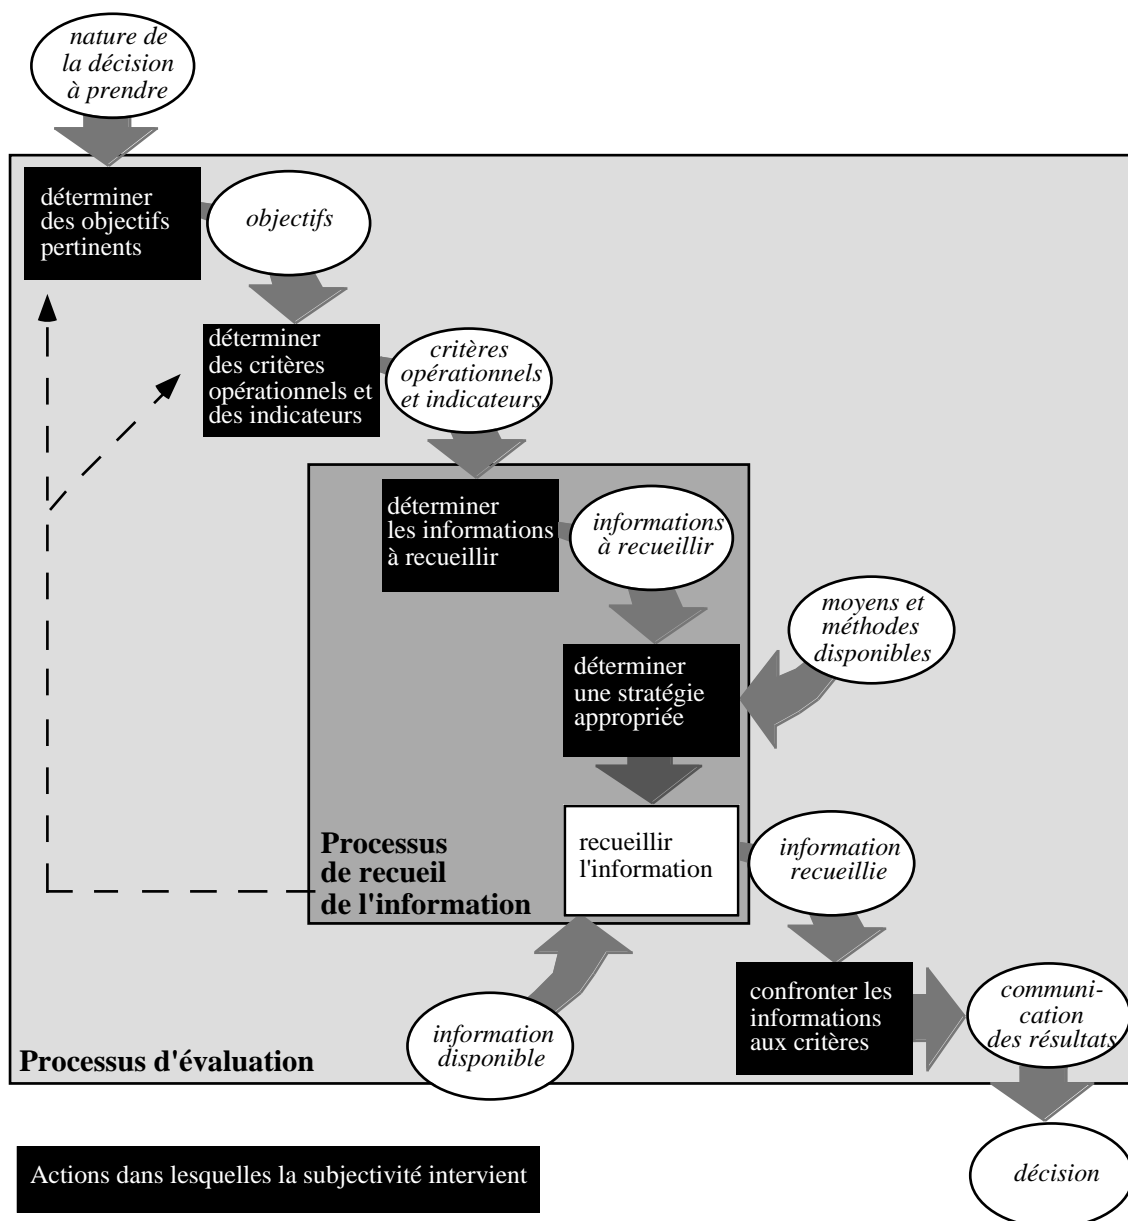 nature de
la décision
à prendre
déterminer
des objectifs
pertinents
objectifs
déterminer
des critères
opérationnels et
des indicateurs
critères
opérationnels
et indicateurs
déterminer
les informations
à recueillir
informations
à recueillir
moyens et
méthodes
disponibles
déterminer
une stratégie
appropriée
Processus
de recueil
de l'information
recueillir
l'information
information
recueillie
confronter les
informations
aux critères
communi-
cation
des résultats
information
disponible
Processus d'évaluation
Actions dans lesquelles la subjectivité intervient
décision